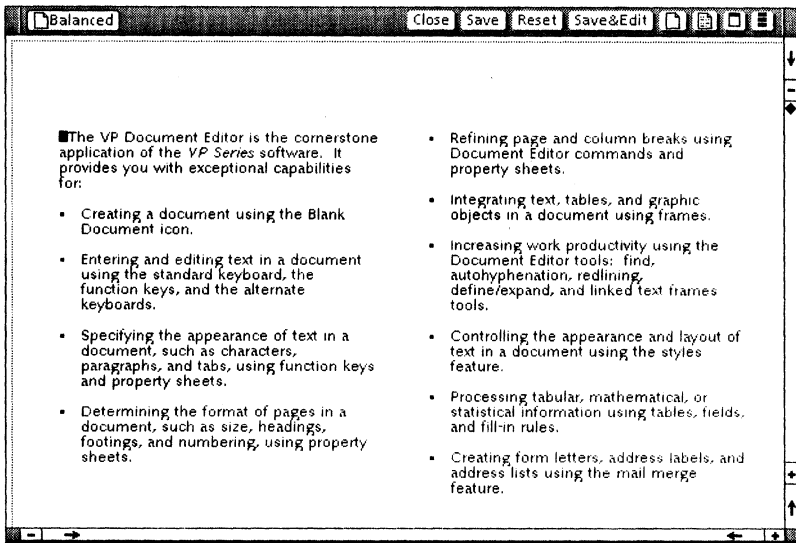 Balanced
Close Save Reset Save&Edit
The VP Document Editor is the cornerstone
application of the VP Series software. It
provides you with exceptional capabilities
for:
▪ Creating a document using the Blank
Document icon.
▪ Entering and editing text in a document
using the standard keyboard, the
function keys, and the alternate
keyboards.
▪ Specifying the appearance of text in a
document, such as characters,
paragraphs, and tabs, using function keys
and property sheets.
▪ Determining the format of pages in a
document, such as size, headings,
footings, and numbering, using property
sheets.
▪ Refining page and column breaks using
Document Editor commands and
property sheets.
▪ Integrating text, tables, and graphic
objects in a document using frames.
▪ Increasing work productivity using the
Document Editor tools: find,
autohyphenation, redlining,
define/expand, and linked text frames
tools.
▪ Controlling the appearance and layout of
text in a document using the styles
feature.
▪ Processing tabular, mathematical, or
statistical information using tables, fields,
and fill-in rules.
▪ Creating form letters, address labels, and
address lists using the mail merge
feature.